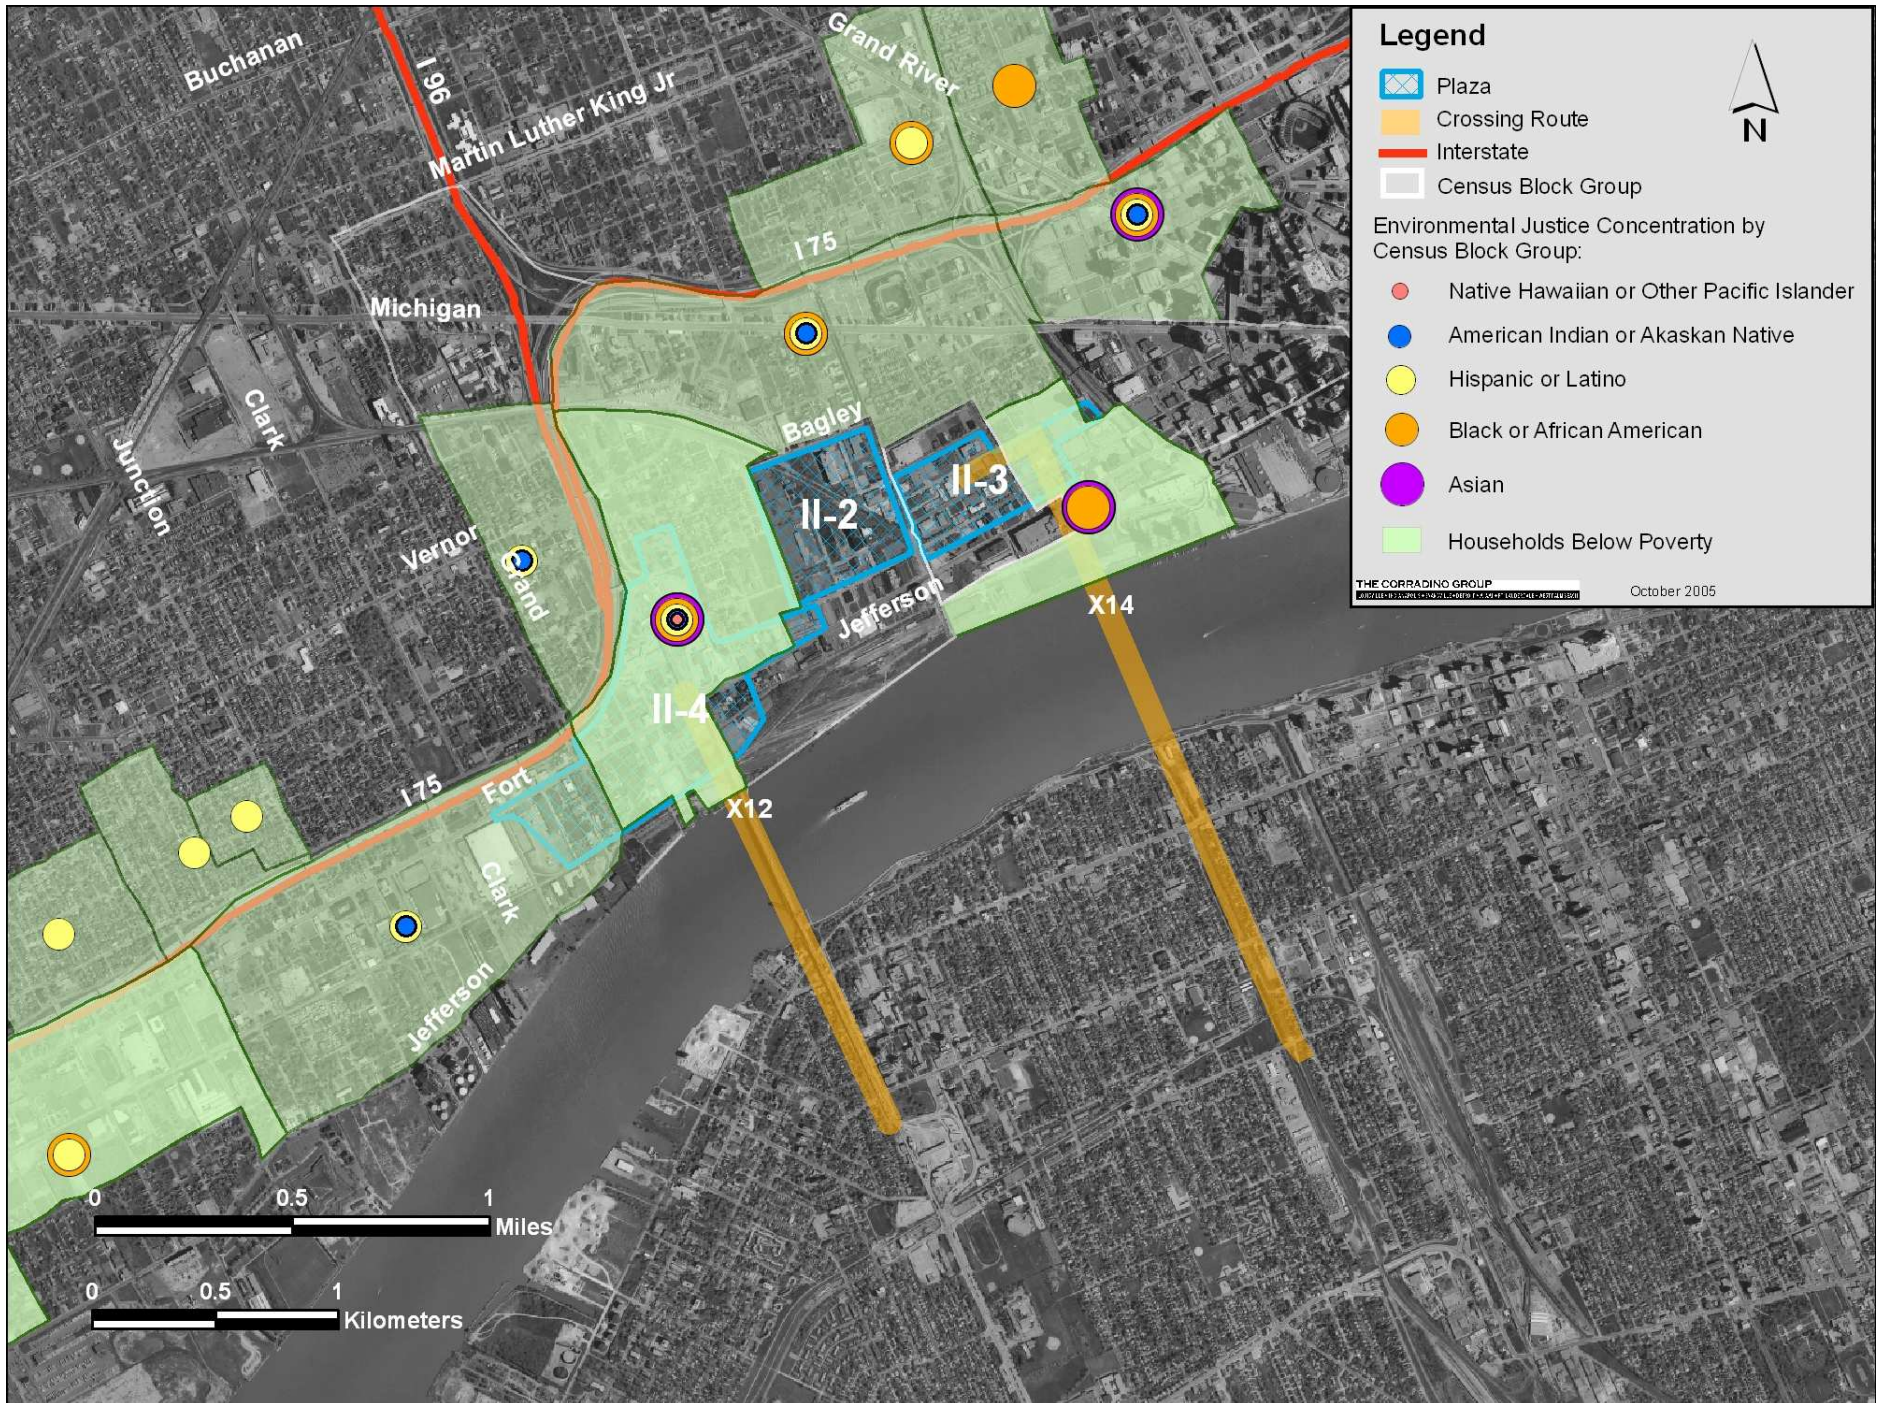 Buchanan
I 96
Martin Luther King Jr
Grand River
I 75
Michigan
Clark
Junction
Vernor
Grand
Bagley
II-2
II-3
Jefferson
X14
II-4
I 75
Fort
X12
Clark
Jefferson
0 0.5 1
Miles
0 0.5 1
Kilometers
Legend
Plaza
Crossing Route
Interstate
Census Block Group
N
Environmental Justice Concentration by
Census Block Group:
Native Hawaiian or Other Pacific Islander
American Indian or Akaskan Native
Hispanic or Latino
Black or African American
Asian
Households Below Poverty
THE CORRADINO GROUP
October 2005